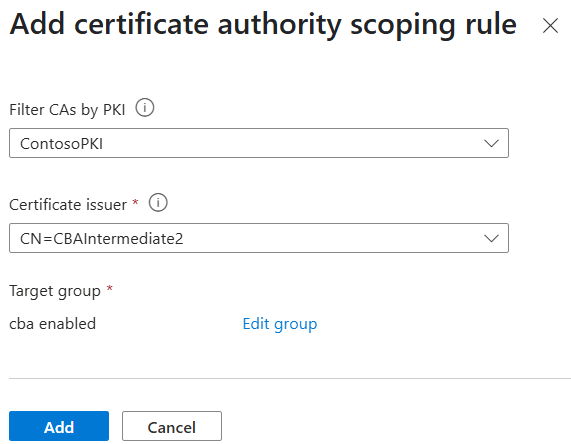 Add certificate authority scoping rule
Filter CAs by PKI
ContosoPKI
Certificate issuer *
CN=CBAIntermediate2
Target group *
cba enabled Edit group
Add Cancel